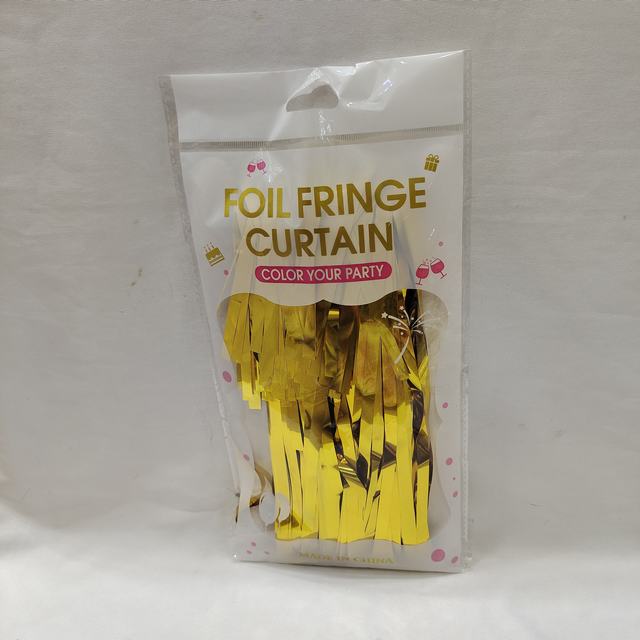 FOIL FRINGE
CURTAIN
COLOR YOUR PARTY
MADE IN CHINA